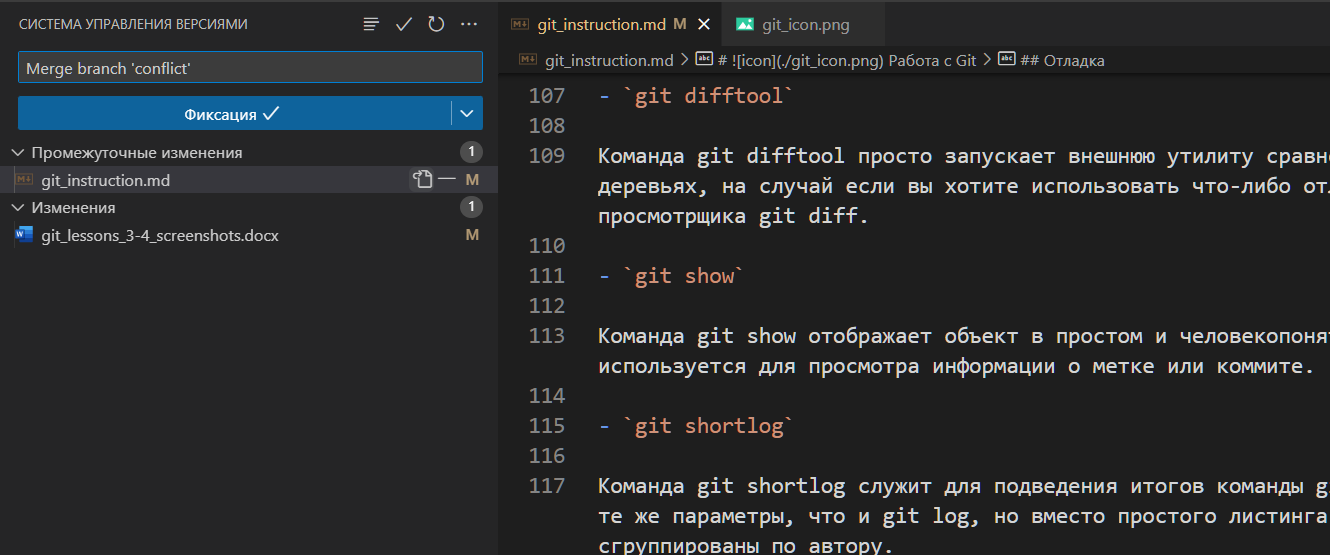 СИСТЕМА УПРАВЛЕНИЯ ВЕРСИЯМИ
Merge branch 'conflict'
Фиксация
Промежуточные изменения 1
git_instruction.md M
Изменения 1
git_lessons_3-4_screenshots.docx M
git_instruction.md M
git_icon.png
git_instruction.md > # ![icon](./git_icon.png) Работа с Git > ## Отладка
107 - `git difftool`
108
109 Команда git difftool просто запускает внешнюю утилиту
деревьях, на случай если вы хотите использовать что-либо
просмотрщика git diff.
110
111 - `git show`
112
113 Команда git show отображает объект в простом и
используется для просмотра информации о метке или коммите.
114
115 - `git shortlog`
116
117 Команда git shortlog служит для подведения итогов команды
те же параметры, что и git log, но вместо простого листинга
сгруппированы по автору.